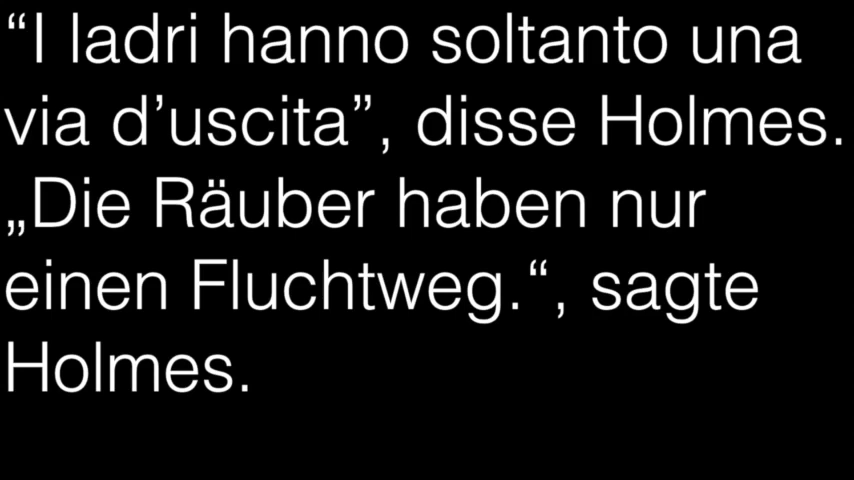 “I ladri hanno soltanto una
via d’uscita”, disse Holmes.
„Die Räuber haben nur
einen Fluchtweg.“, sagte
Holmes.